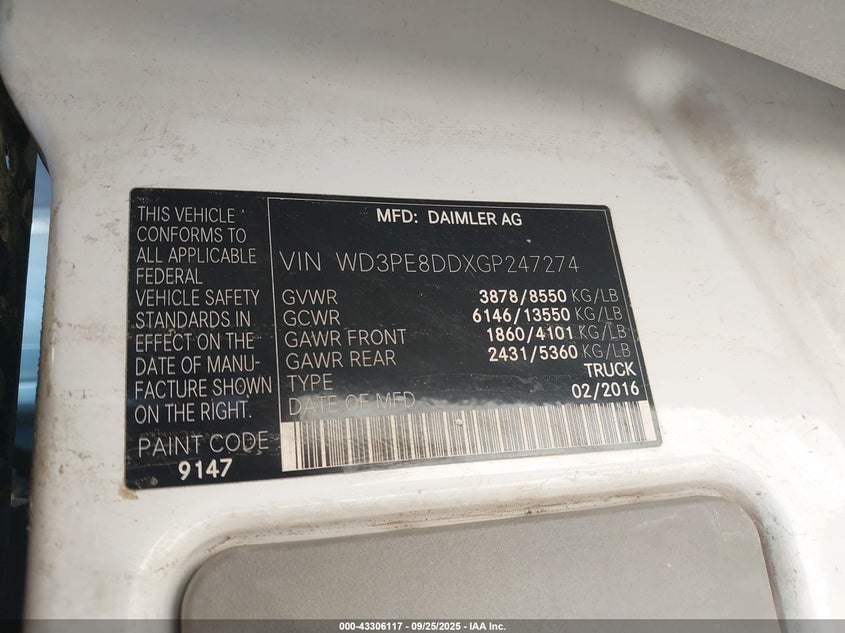 THIS VEHICLE
CONFORMS TO
ALL APPLICABLE
FEDERAL
VEHICLE SAFETY
STANDARDS IN
EFFECT ON THE
DATE OF MANU-
FACTURE SHOWN
ON THE RIGHT.
PAINT CODE
9147
MFD: DAIMLER AG
VIN WD3PE8DDXGP247274
GVWR 3878/8550 KG/LB
GCWR 6146/13550 KG/LB
GAWR FRONT 1860/4101 KG/LB
GAWR REAR 2431/5360 KG/LB
TYPE TRUCK
DATE OF MFD 02/2016
000-43306117 - 09/25/2025 - IAA Inc.